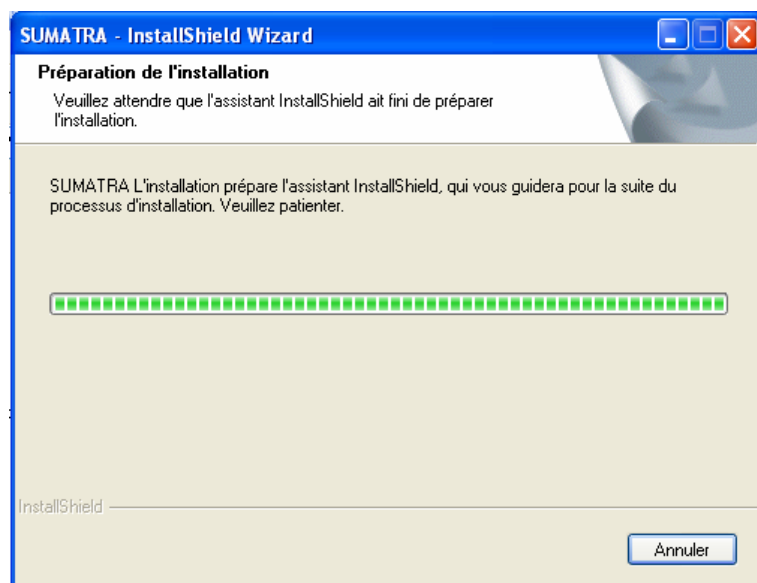 SUMATRA - InstallShield Wizard
Préparation de l'installation
Veuillez attendre que l'assistant InstallShield ait fini de préparer
l'installation.
SUMATRA L'installation prépare l'assistant InstallShield, qui vous guidera pour la suite du
processus d'installation. Veuillez patienter.
InstallShield
Annuler